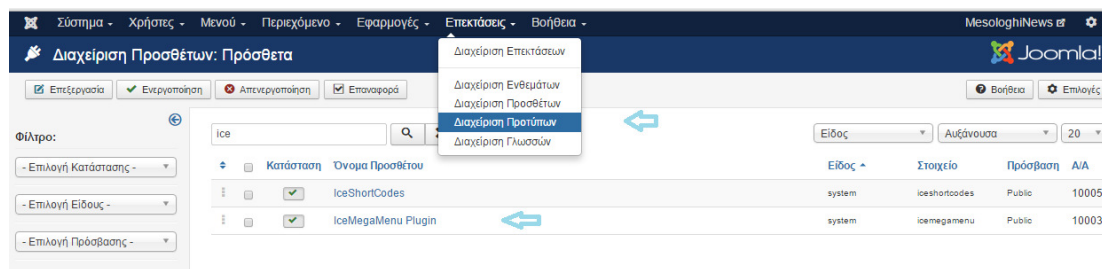 Σύστημα Χρήστες Μενού Περιεχόμενο Εφαρμογές Επεκτάσεις Βοήθεια MesologhiNews
Διαχείριση Προσθέτων: Πρόσθετα Joomla!
Διαχείριση Επεκτάσεων
Διαχείριση Ενθεμάτων
Διαχείριση Προσθέτων
Διαχείριση Προτύπων
Διαχείριση Γλωσσών
Επεξεργασία Ενεργοποίηση Απενεργοποίηση Επαναφορά Βοήθεια Επιλογές
Φίλτρο:
- Επιλογή Κατάστασης -
- Επιλογή Είδους -
- Επιλογή Πρόσβασης -
ice Είδος Αύξουσα 20
Κατάσταση Όνομα Προσθέτου Είδος Στοιχείο Πρόσβαση Α/Α
IceShortCodes system iceshortcodes Public 10005
IceMegaMenu Plugin system icemegamenu Public 10003